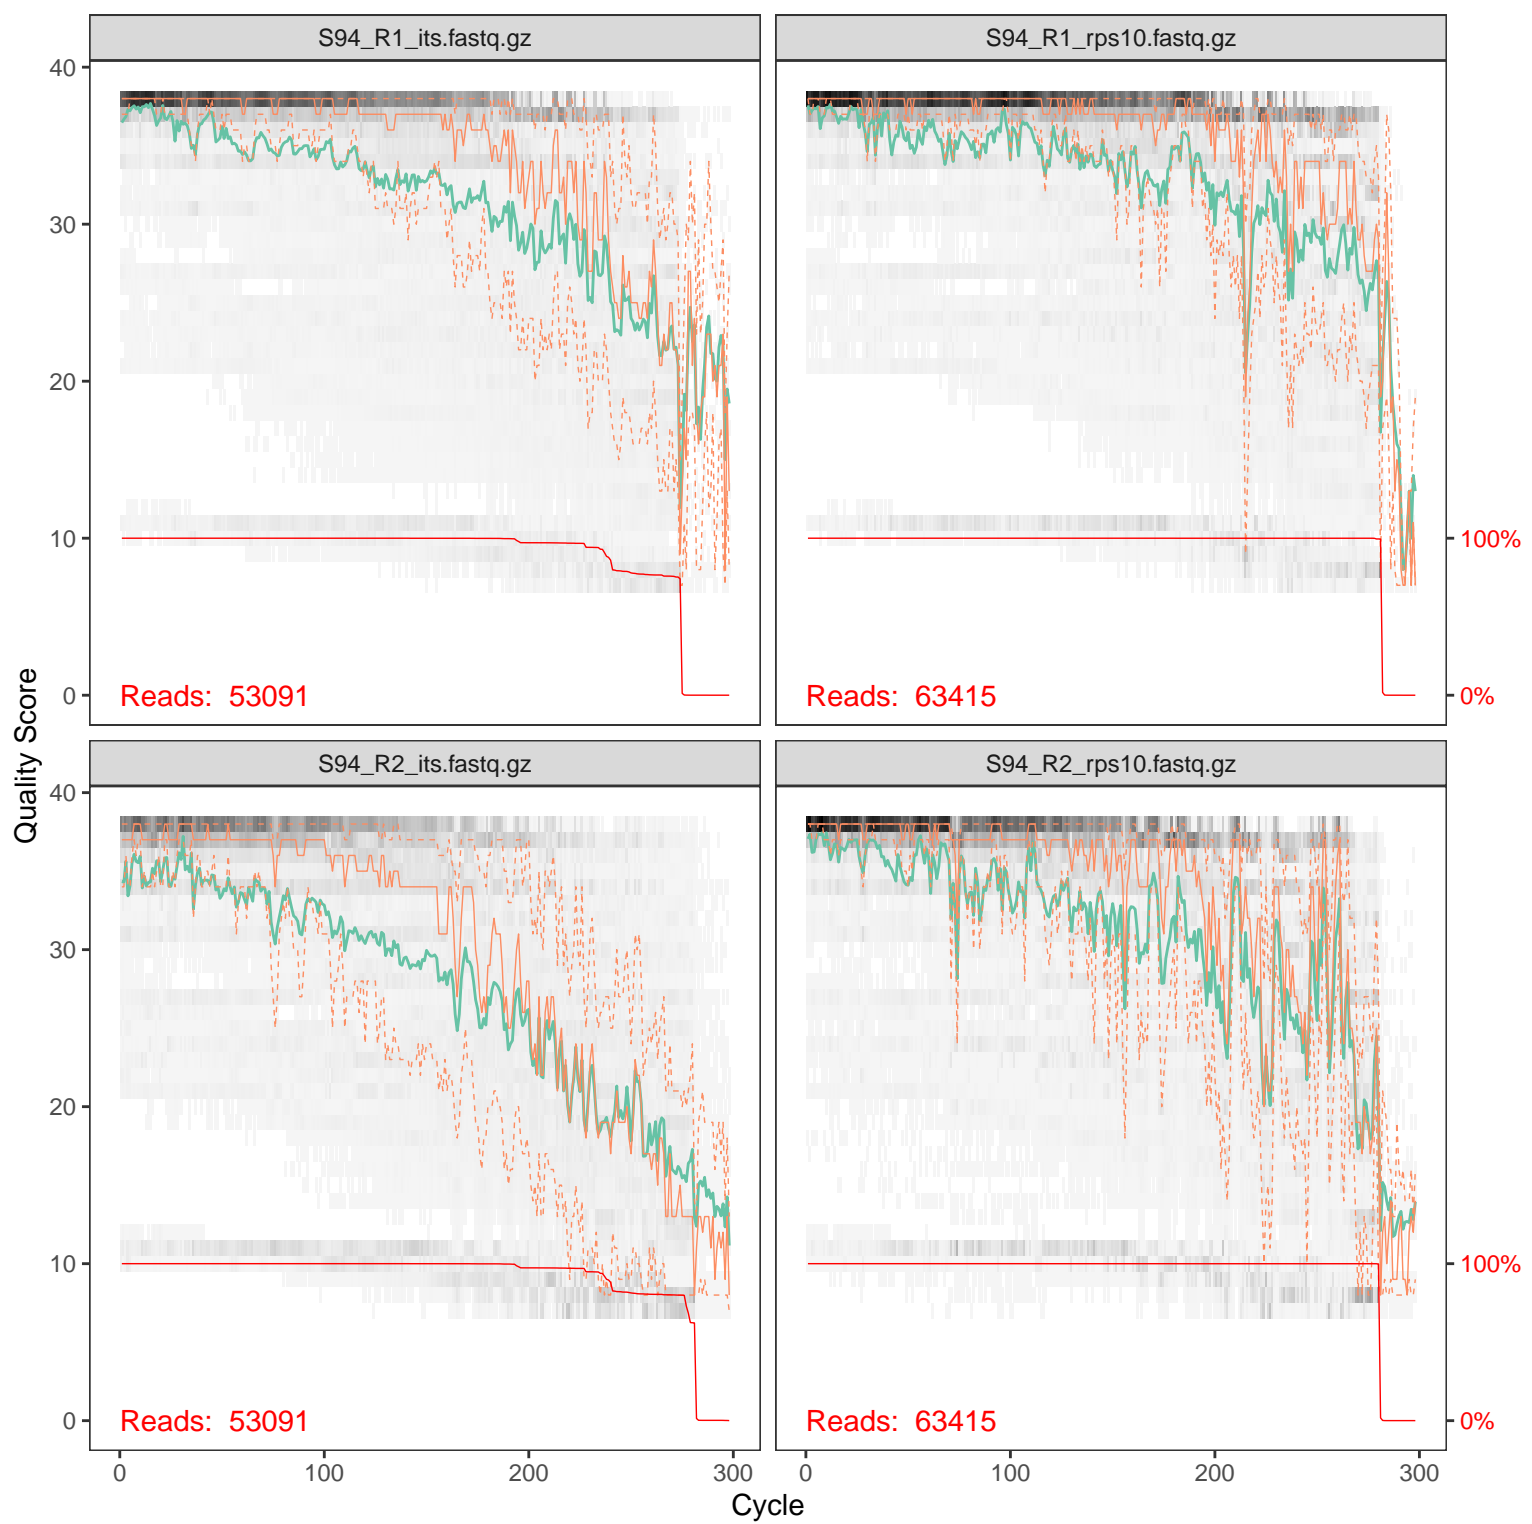 S94_R1_its.fastq.gz
S94_R1_rps10.fastq.gz
40
30
20
10
0
100%
0%
Reads: 53091
Reads: 63415
Quality Score
S94_R2_its.fastq.gz
S94_R2_rps10.fastq.gz
40
30
20
10
0
100%
0%
Reads: 53091
Reads: 63415
0 100 200 300
0 100 200 300
Cycle